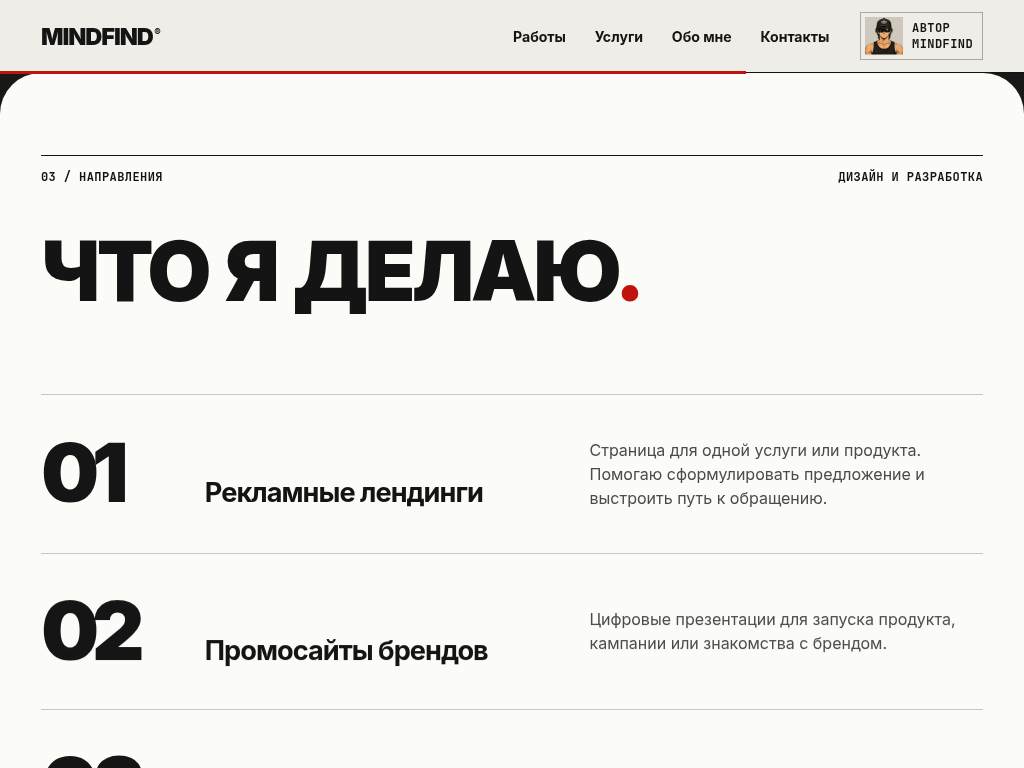 MINDFIND®
Работы
Услуги
Обо мне
Контакты
АВТОР
MINDFIND
03 / НАПРАВЛЕНИЯ
ДИЗАЙН И РАЗРАБОТКА
ЧТО Я ДЕЛАЮ.
01
Рекламные лендинги
Страница для одной услуги или продукта.
Помогаю сформулировать предложение и
выстроить путь к обращению.
02
Промосайты брендов
Цифровые презентации для запуска продукта,
кампании или знакомства с брендом.